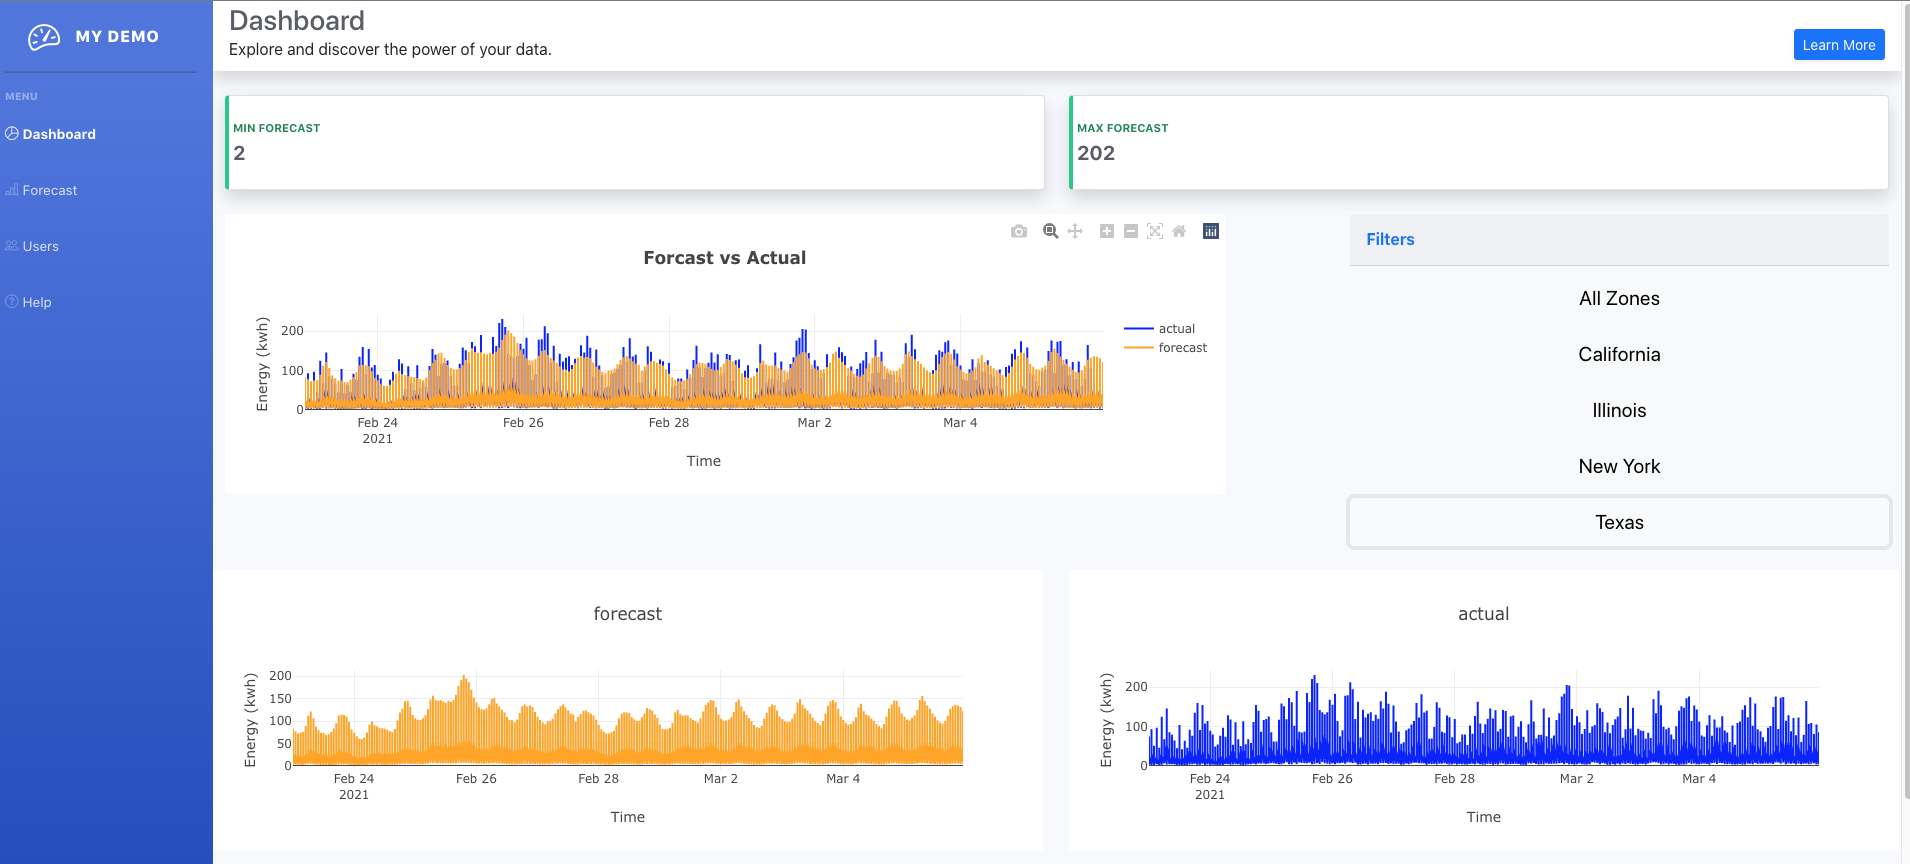 MY DEMO
MENU
Dashboard
Forecast
Users
Help
Dashboard
Explore and discover the power of your data.
Learn More
MIN FORECAST
2
MAX FORECAST
202
Forcast vs Actual
Energy (kwh)
200
100
0
Feb 24
2021
Feb 26
Feb 28
Mar 2
Mar 4
Time
actual
forecast
Filters
All Zones
California
Illinois
New York
Texas
forecast
Energy (kwh)
200
150
100
50
0
Feb 24
2021
Feb 26
Feb 28
Mar 2
Mar 4
Time
actual
Energy (kwh)
200
100
0
Feb 24
2021
Feb 26
Feb 28
Mar 2
Mar 4
Time